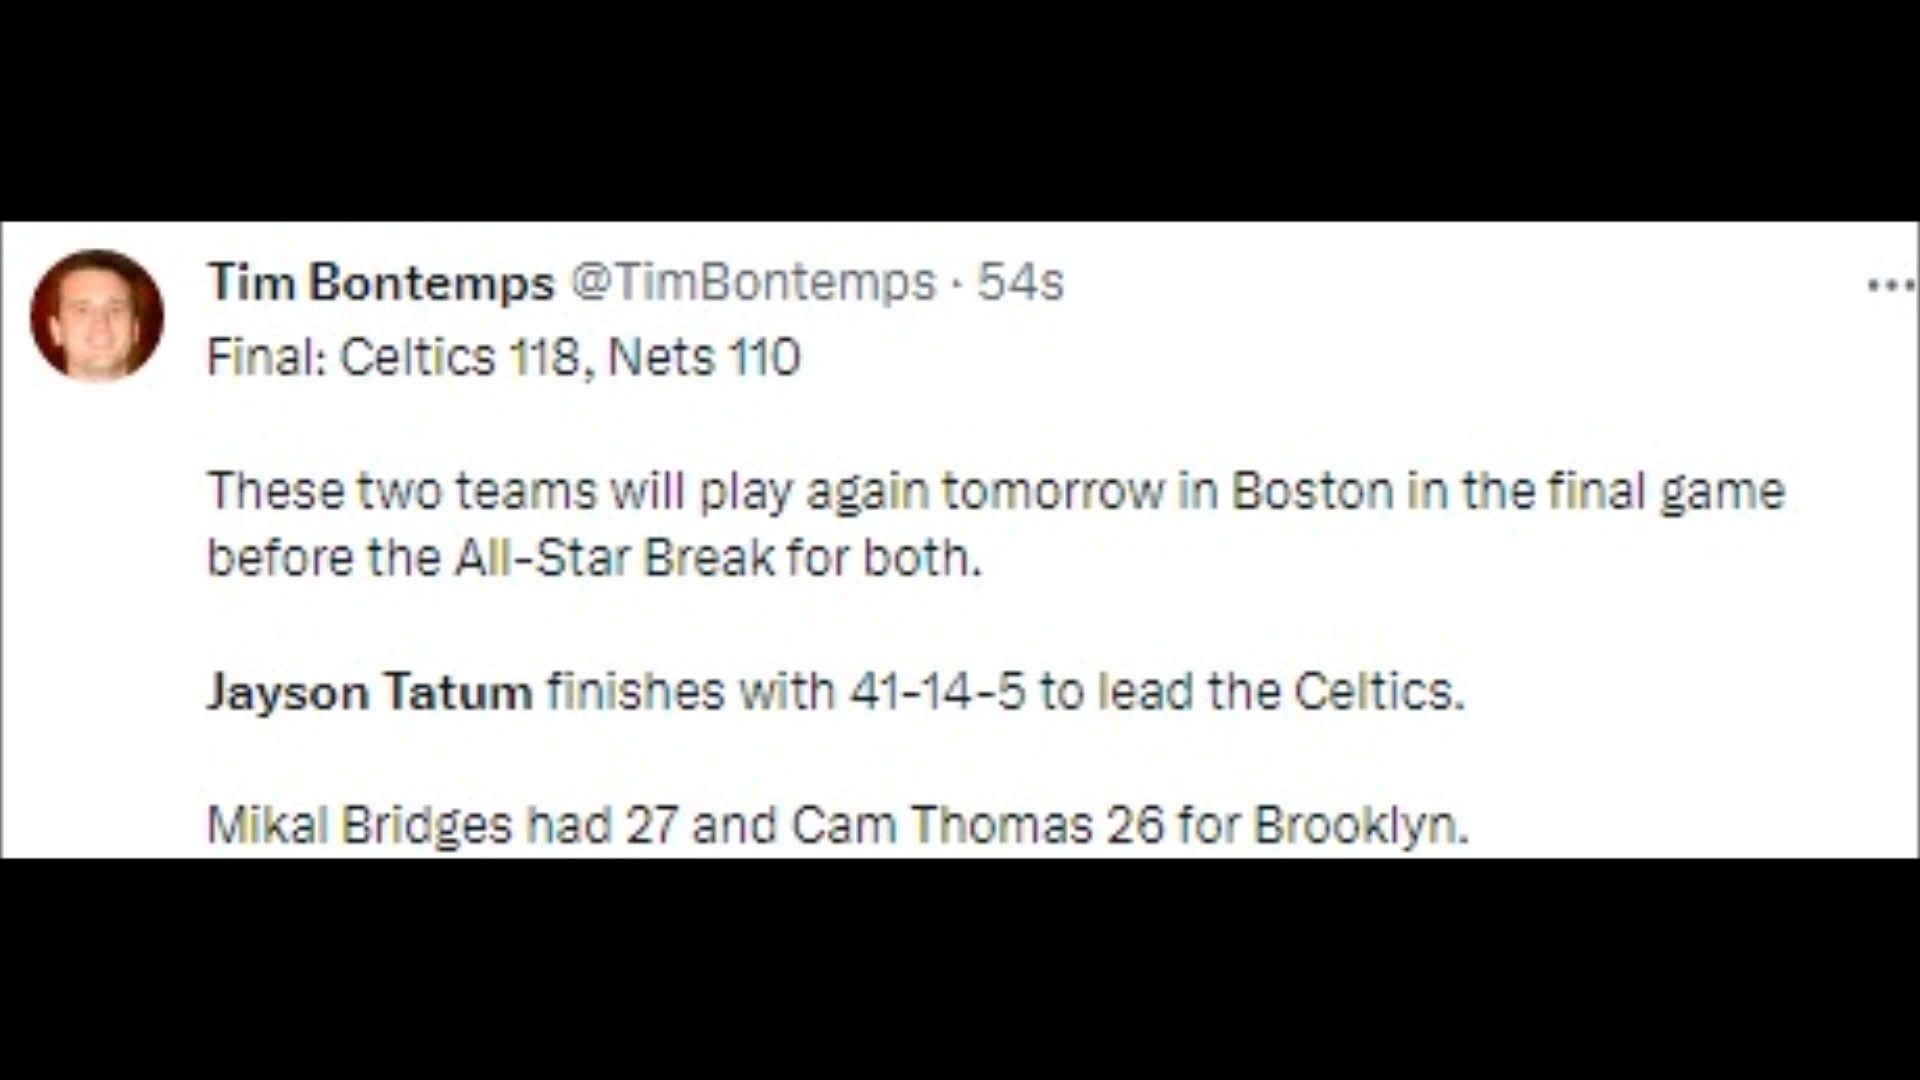 Tim Bontemps @TimBontemps · 54s
Final: Celtics 118, Nets 110
These two teams will play again tomorrow in Boston in the final game
before the All-Star Break for both.
Jayson Tatum finishes with 41-14-5 to lead the Celtics.
Mikal Bridges had 27 and Cam Thomas 26 for Brooklyn.